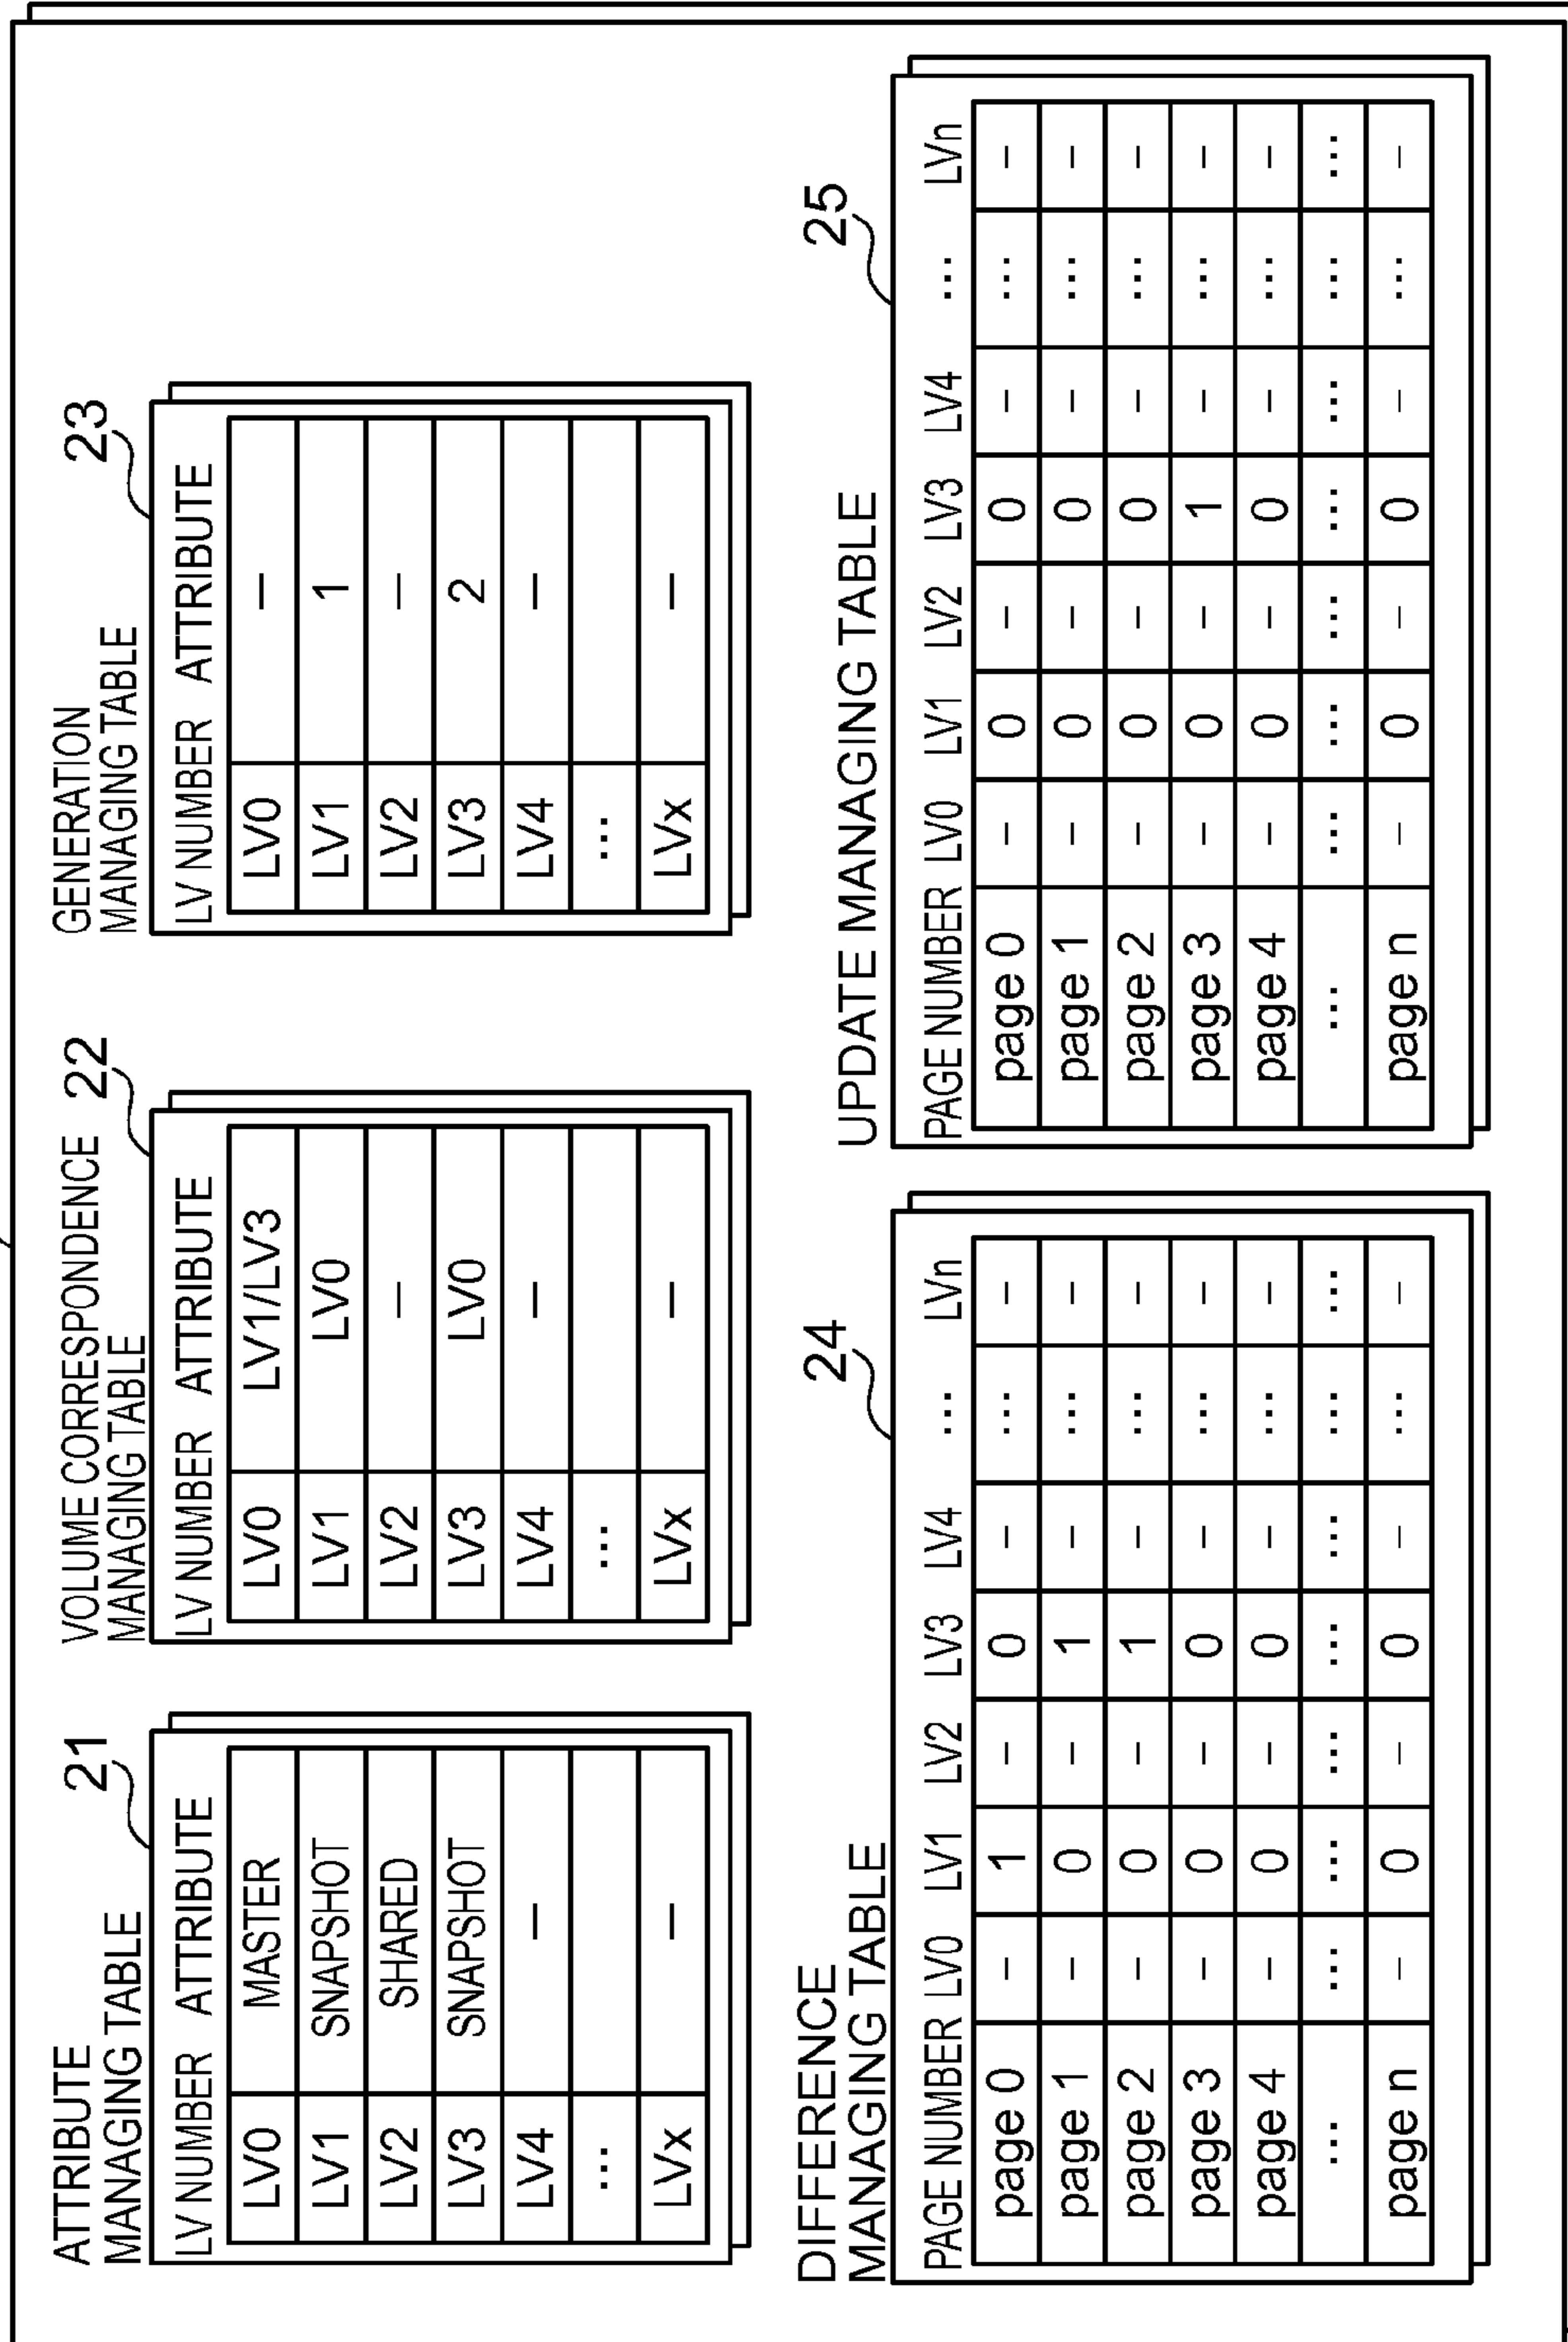 ATTRIBUTE
MANAGING TABLE
21
LV NUMBER ATTRIBUTE
LV0 MASTER
LV1 SNAPSHOT
LV2 SHARED
LV3 SNAPSHOT
LV4 –
...
LVx –
VOLUME CORRESPONDENCE
MANAGING TABLE
22
LV NUMBER ATTRIBUTE
LV0 LV1/LV3
LV1 LV0
LV2 –
LV3 LV0
LV4 –
...
LVx –
GENERATION
MANAGING TABLE
23
LV NUMBER ATTRIBUTE
LV0 –
LV1 1
LV2 –
LV3 2
LV4 –
...
LVx –
DIFFERENCE
MANAGING TABLE
24
PAGE NUMBER LV0 LV1 LV2 LV3 LV4 ... LVn
page 0 – 1 – 0 – ... –
page 1 – 0 – 1 – ... –
page 2 – 0 – 1 – ... –
page 3 – 0 – 0 – ... –
page 4 – 0 – 0 – ... –
... ... ... ... ... ... ... ...
page n – 0 – 0 – ... –
UPDATE MANAGING TABLE
25
PAGE NUMBER LV0 LV1 LV2 LV3 LV4 ... LVn
page 0 – 0 – 0 – ... –
page 1 – 0 – 0 – ... –
page 2 – 0 – 0 – ... –
page 3 – 0 – 1 – ... –
page 4 – 0 – 0 – ... –
... ... ... ... ... ... ... ...
page n – 0 – 0 – ... –